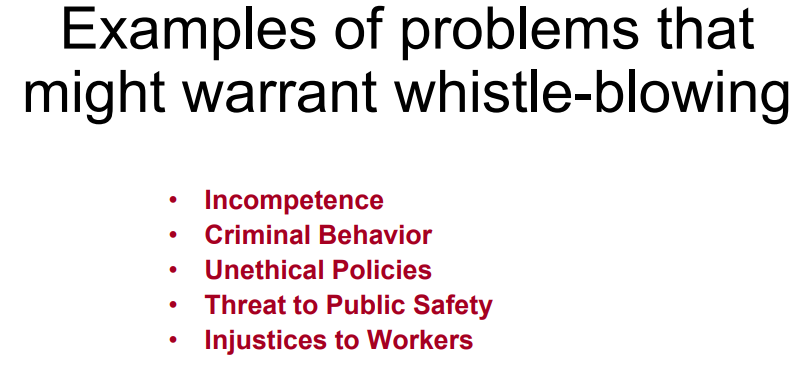 Examples of problems that
might warrant whistle-blowing
• Incompetence
• Criminal Behavior
• Unethical Policies
• Threat to Public Safety
• Injustices to Workers